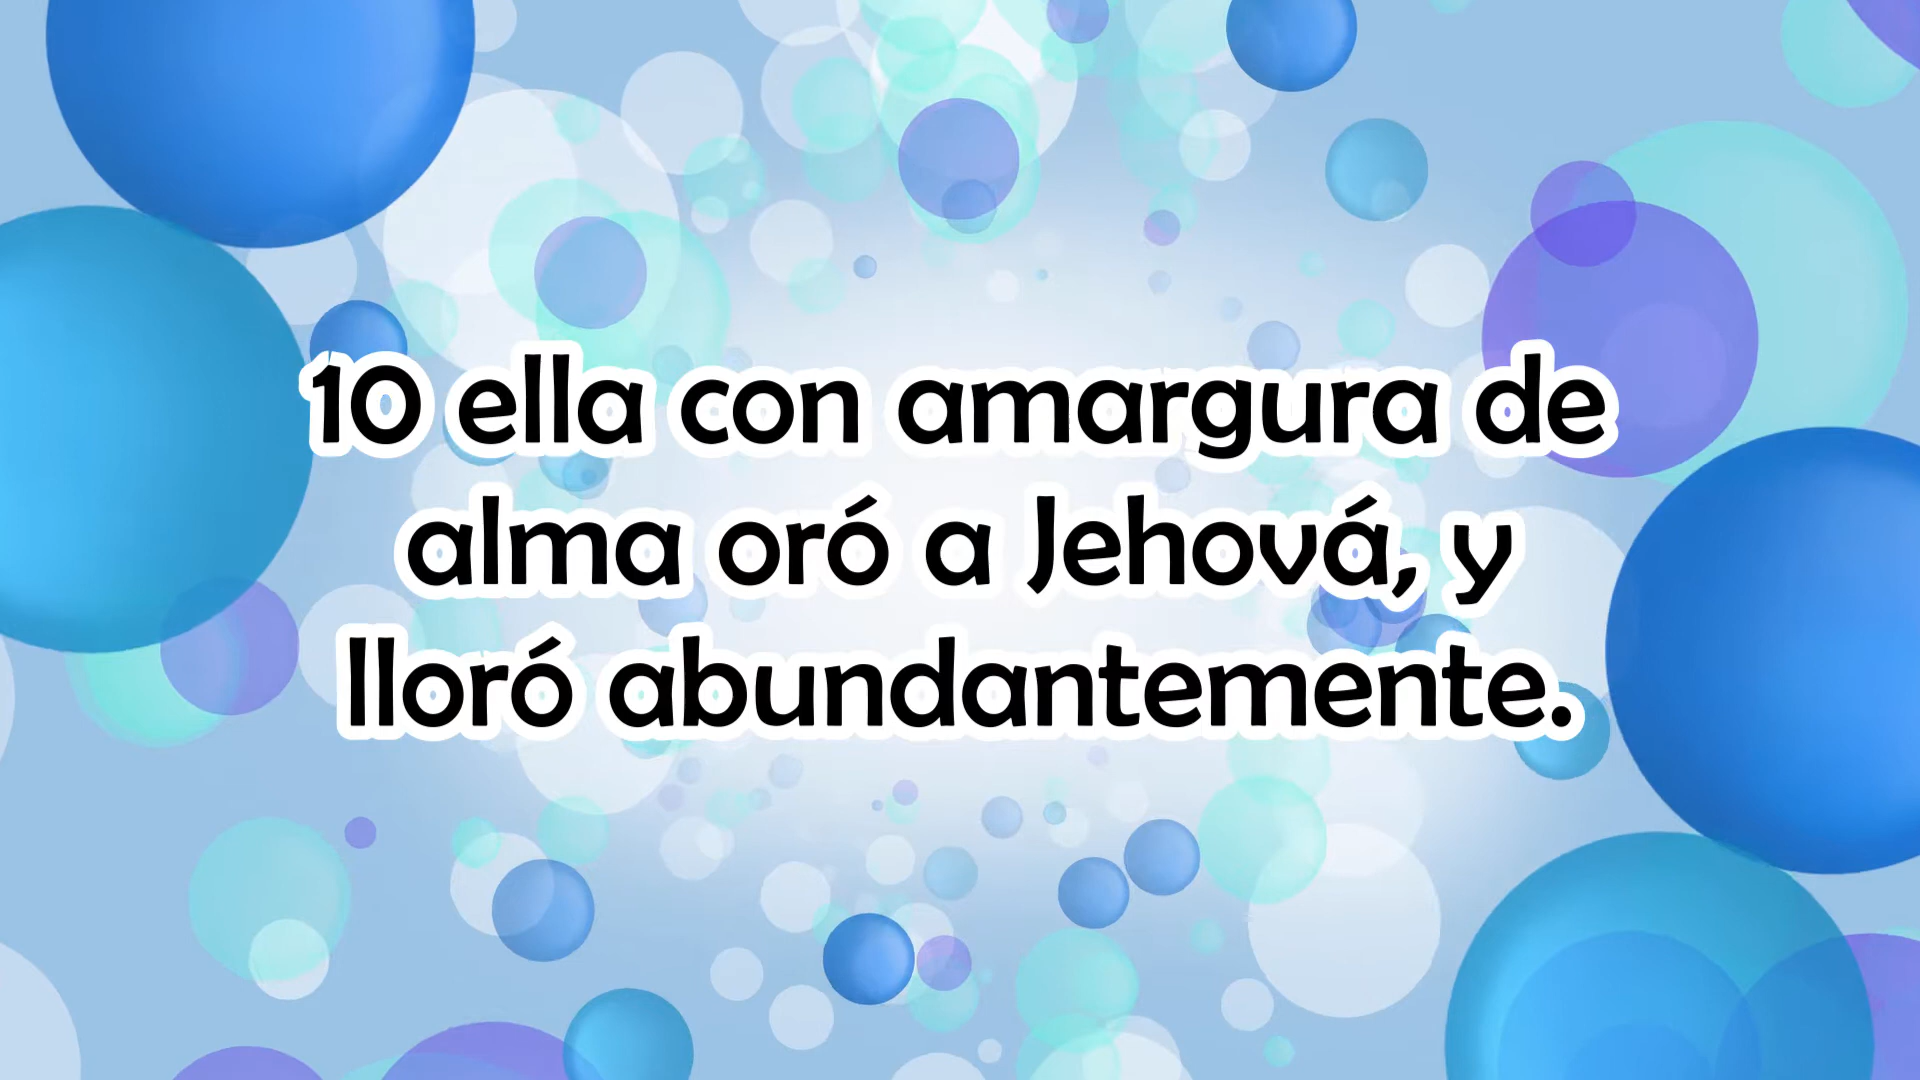 10 ella con amargura de
alma oró a Jehová, y
lloró abundantemente.